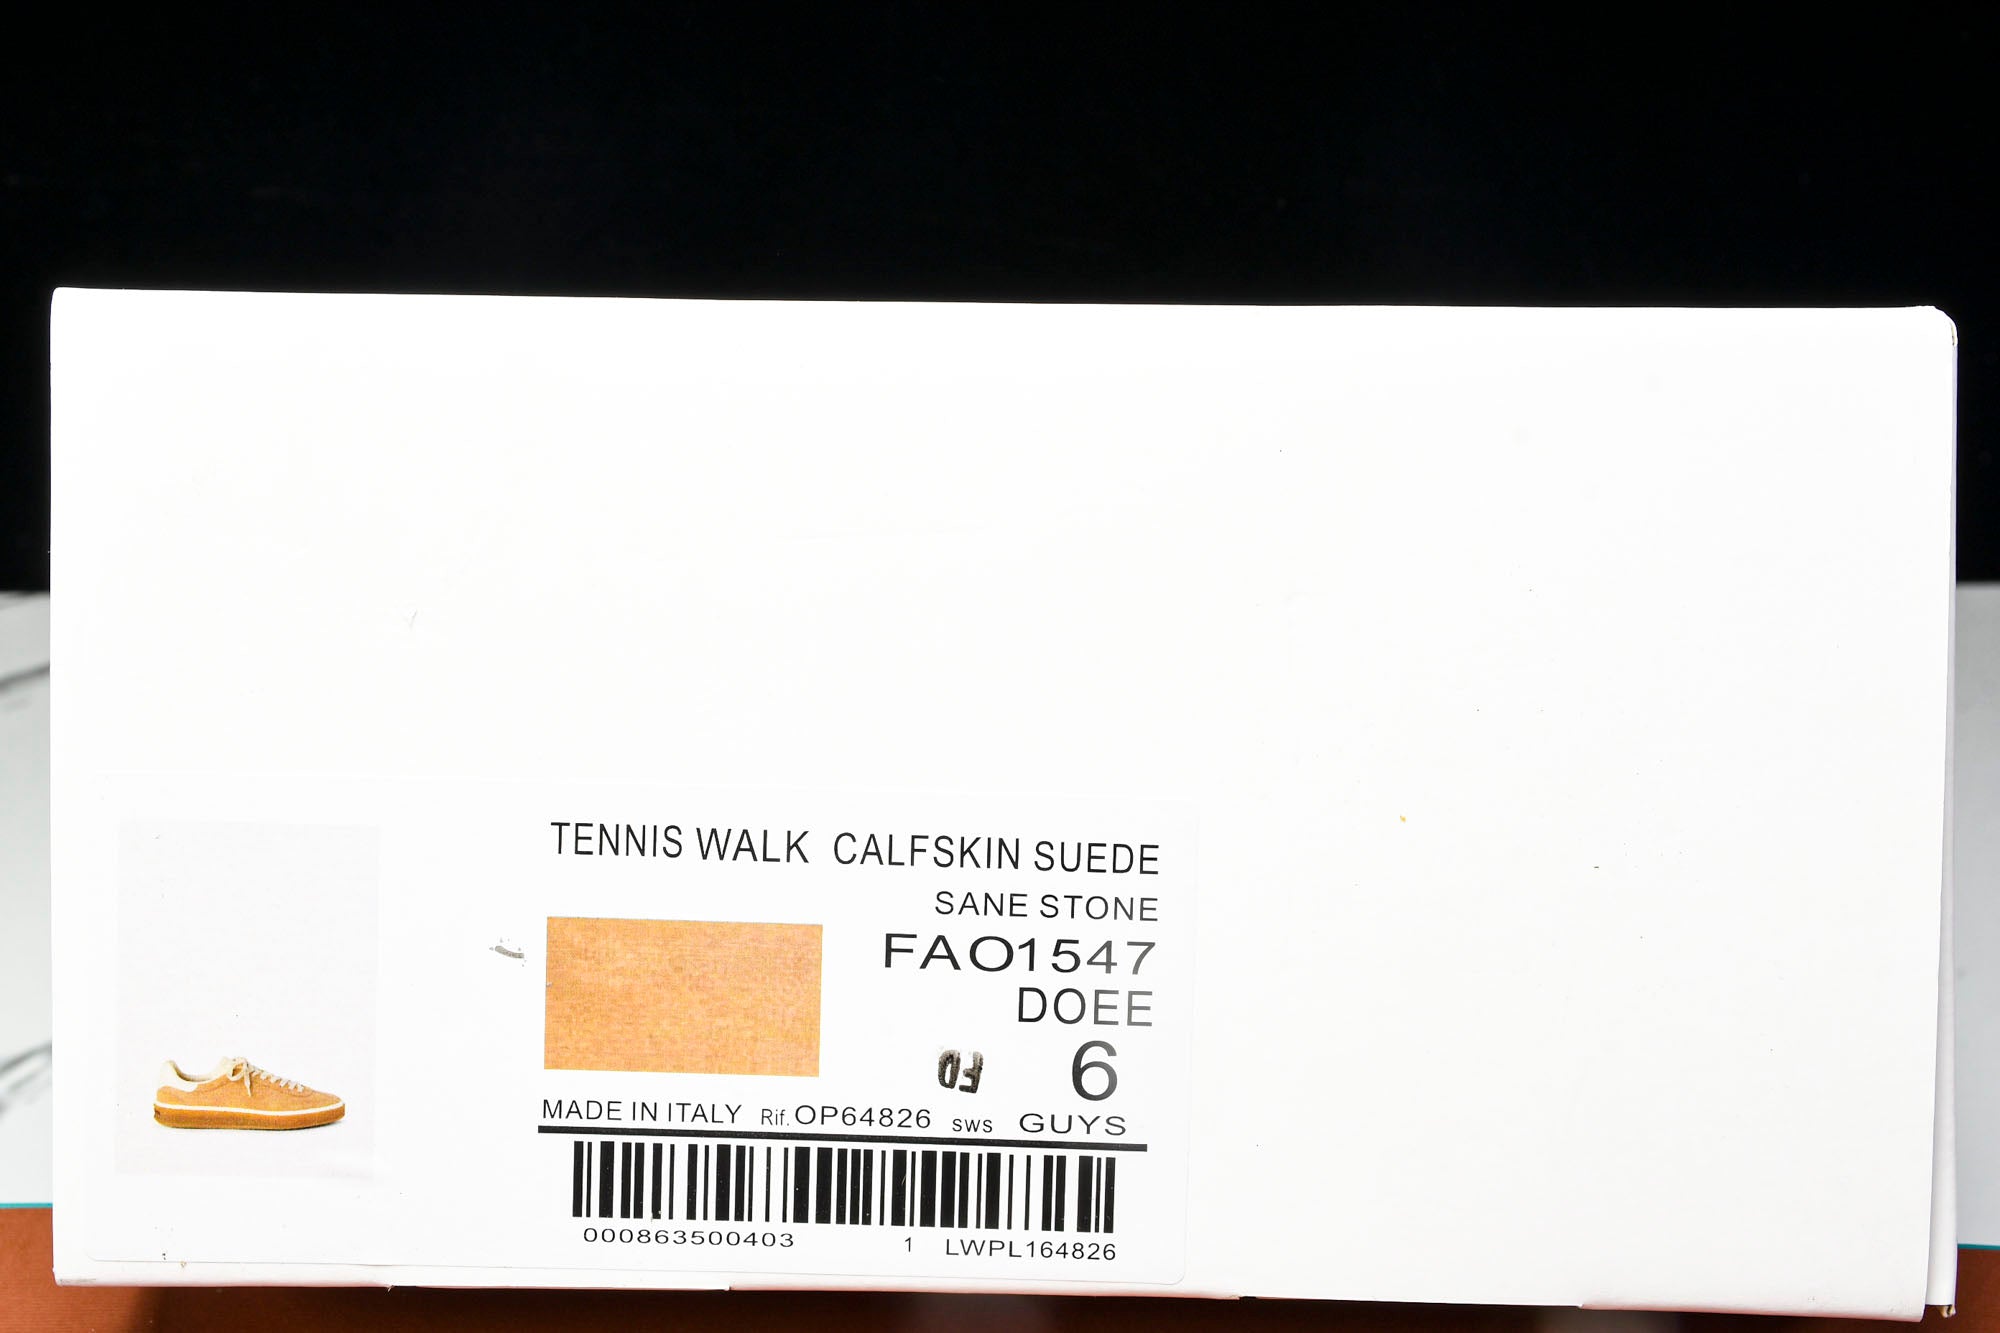 TENNIS WALK CALFSKIN SUEDE
SANE STONE
FAO1547
DOEE
FD
6
MADE IN ITALY Rif. OP64826 SWS GUYS
000863500403 1 LWPL164826